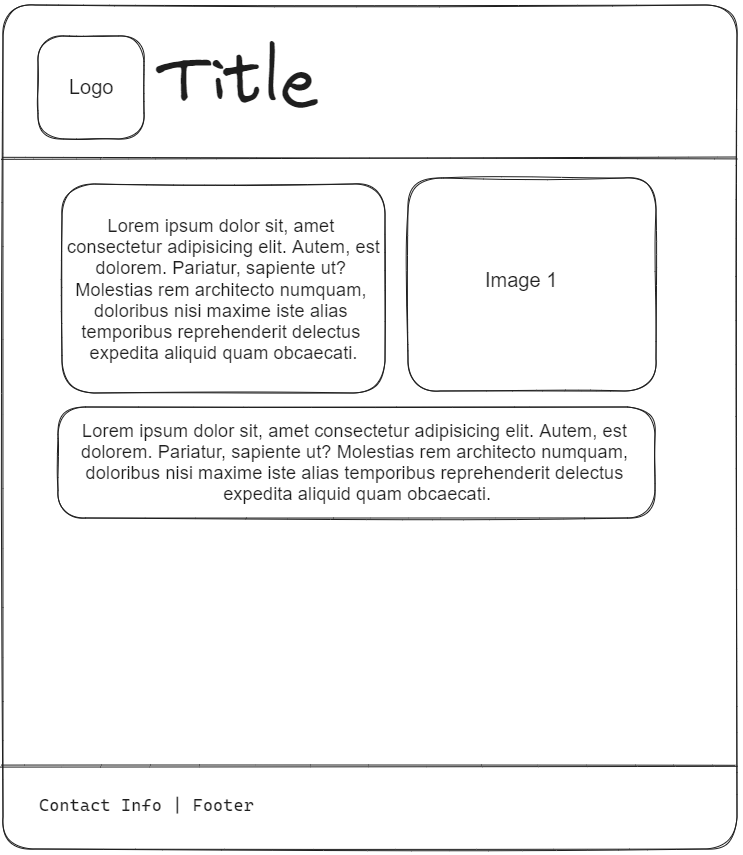 Logo
Title
Lorem ipsum dolor sit, amet
consectetur adipisicing elit. Autem, est
dolorem. Pariatur, sapiente ut?
Molestias rem architecto numquam,
doloribus nisi maxime iste alias
temporibus reprehenderit delectus
expedita aliquid quam obcaecati.
Image 1
Lorem ipsum dolor sit, amet consectetur adipisicing elit. Autem, est
dolorem. Pariatur, sapiente ut? Molestias rem architecto numquam,
doloribus nisi maxime iste alias temporibus reprehenderit delectus
expedita aliquid quam obcaecati.
Contact Info | Footer